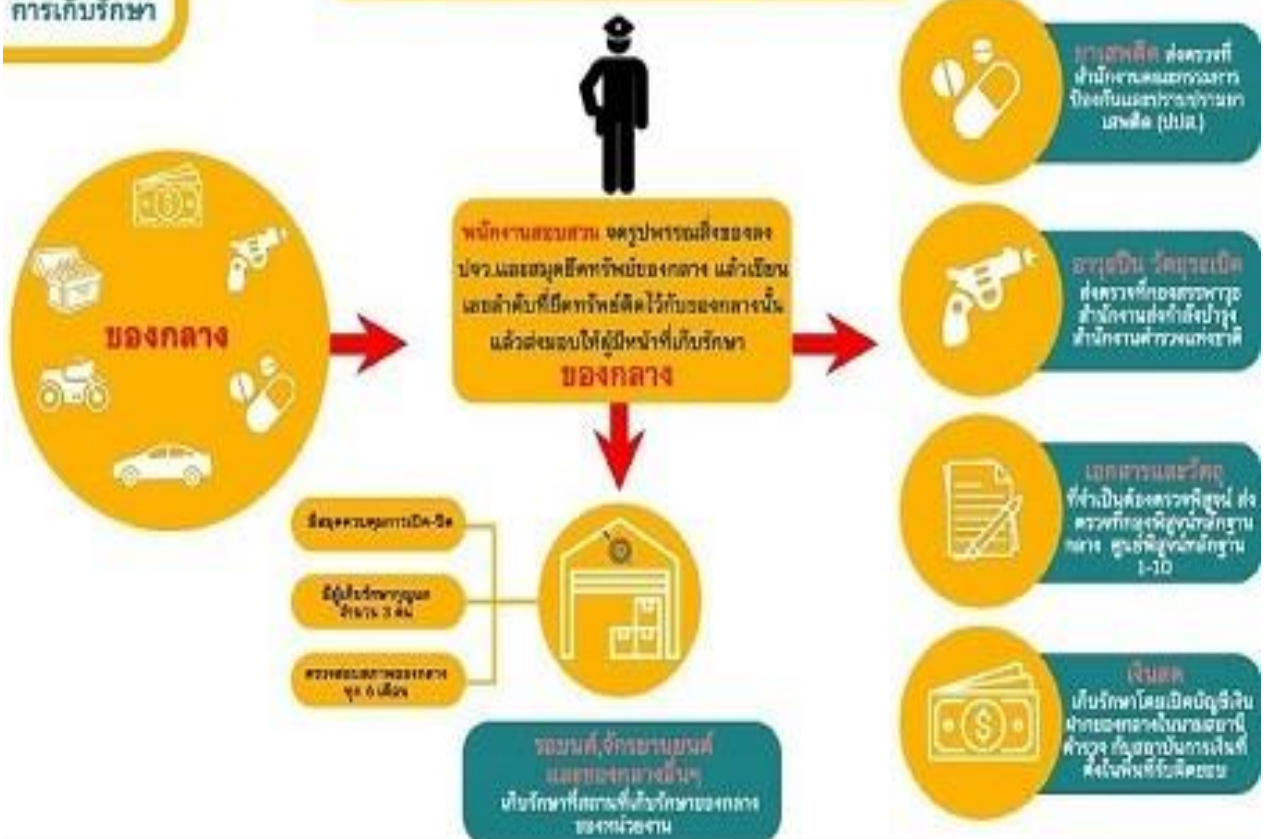 การเก็บรักษา
ของกลาง
พนักงานสอบสวน จดรูปพรรณสิ่งของลง
ปจว.และสมุดยึดทรัพย์ของกลาง แล้วเขียน
เลขลำดับที่ยึดทรัพย์ติดไว้กับของกลางนั้น
แล้วส่งมอบให้ผู้มีหน้าที่เก็บรักษา
ของกลาง
มีสมุดควบคุมการเปิด-ปิด
มีผู้เก็บรักษากุญแจ
จำนวน 3 คน
ตรวจสอบสภาพของกลาง
ทุก 6 เดือน
รถยนต์,จักรยานยนต์
และของกลางอื่นๆ
เก็บรักษาที่สถานที่เก็บรักษาของกลาง
ของหน่วยงาน
ยาเสพติด ส่งตรวจที่
สำนักงานคณะกรรมการ
ป้องกันและปราบปรามยา
เสพติด (ปปส.)
อาวุธปืน วัตถุระเบิด
ส่งตรวจที่กองสรรพาวุธ
สำนักงานส่งกำลังบำรุง
สำนักงานตำรวจแห่งชาติ
เอกสารและวัตถุ
ที่จำเป็นต้องตรวจพิสูจน์ ส่ง
ตรวจที่กองพิสูจน์หลักฐาน
กลาง ศูนย์พิสูจน์หลักฐาน
1-10
เงินสด
เก็บรักษาโดยเปิดบัญชีเงิน
ฝากของกลางในนามสถานี
ตำรวจ กับสถาบันการเงินที่
ตั้งในพื้นที่รับผิดชอบ